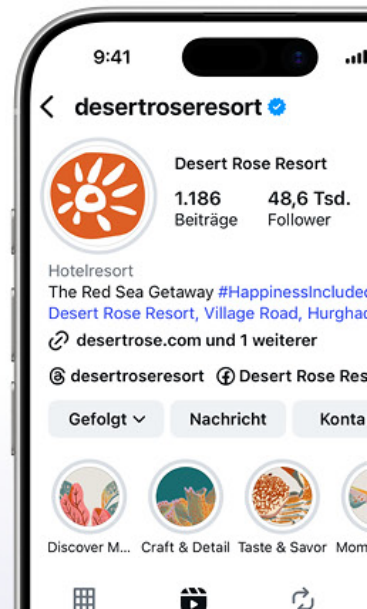 9:41
desertroseresort
Desert Rose Resort
1.186 48,6 Tsd.
Beiträge Follower
Hotelresort
The Red Sea Getaway #HappinessIncluded
Desert Rose Resort, Village Road, Hurghad
desertrose.com und 1 weiterer
desertroseresort Desert Rose Res
Gefolgt Nachricht Konta
Discover M... Craft & Detail Taste & Savor Mom